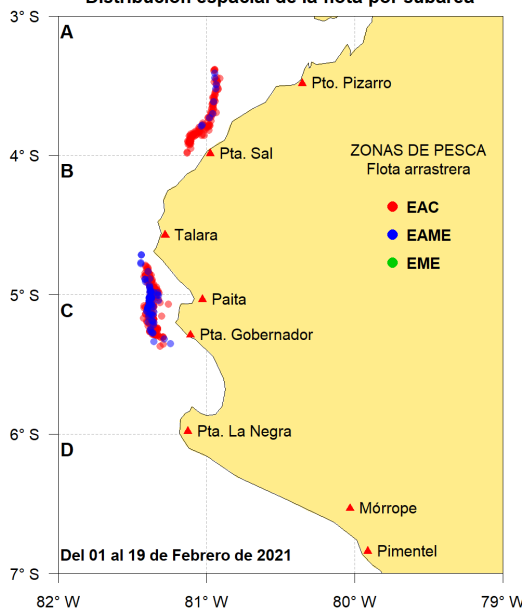 Distribución espacial de la flota por subárea
3° S
A
Pto. Pizarro
ZONAS DE PESCA
Flota arrastrera
4° S
Pta. Sal
B
EAC
Talara
EAME
EME
5° S
Paita
C
Pta. Gobernador
6° S
Pta. La Negra
D
Mórrope
Del 01 al 19 de Febrero de 2021
Pimentel
7° S
82° W
81° W
80° W
79° W